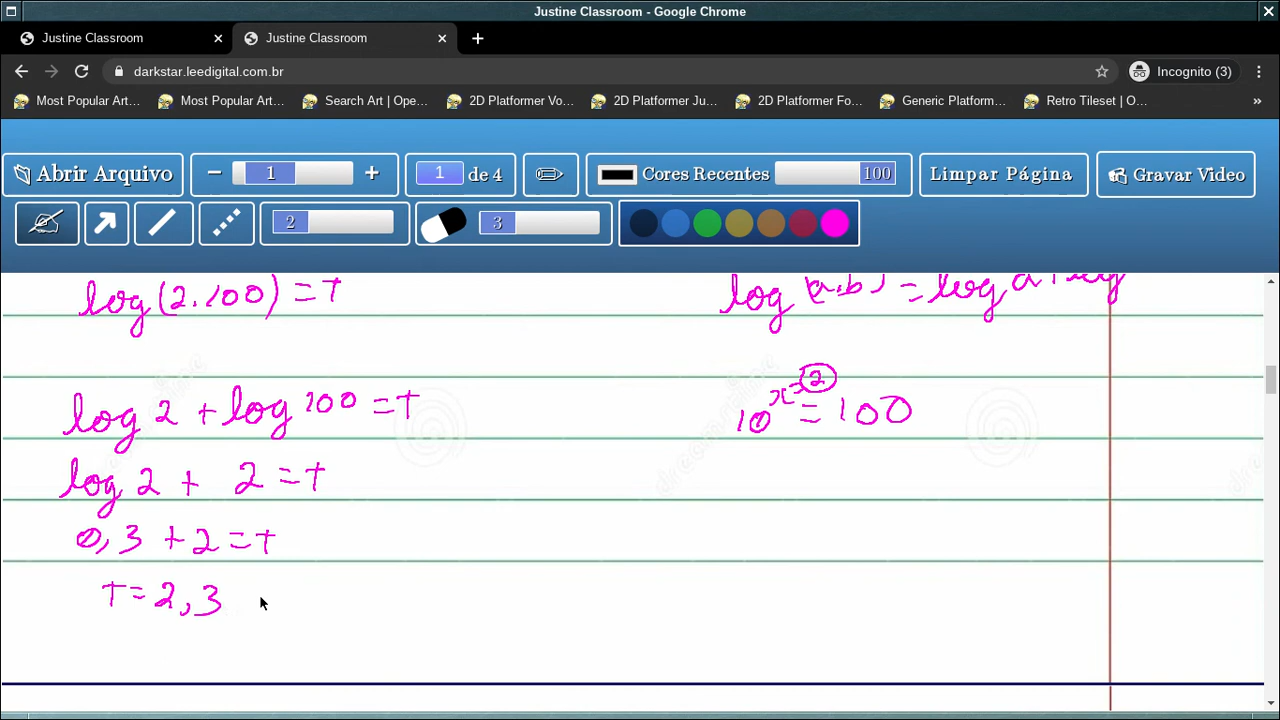 Justine Classroom - Google Chrome
Justine Classroom
Justine Classroom
darkstar.leedigital.com.br
Incognito (3)
Most Popular Art...
Most Popular Art...
Search Art | Ope...
2D Platformer Vo...
2D Platformer Ju...
2D Platformer Fo...
Generic Platform...
Retro Tileset | O...
Abrir Arquivo
− 1 +
1 de 4
Cores Recentes 100
Limpar Página
Gravar Video
2
3
log(2.100) = T
log(a.b) = log a + log
log 2 + log 100 = T
10^x=2 = 100
log 2 + 2 = T
0,3 + 2 = T
T = 2,3